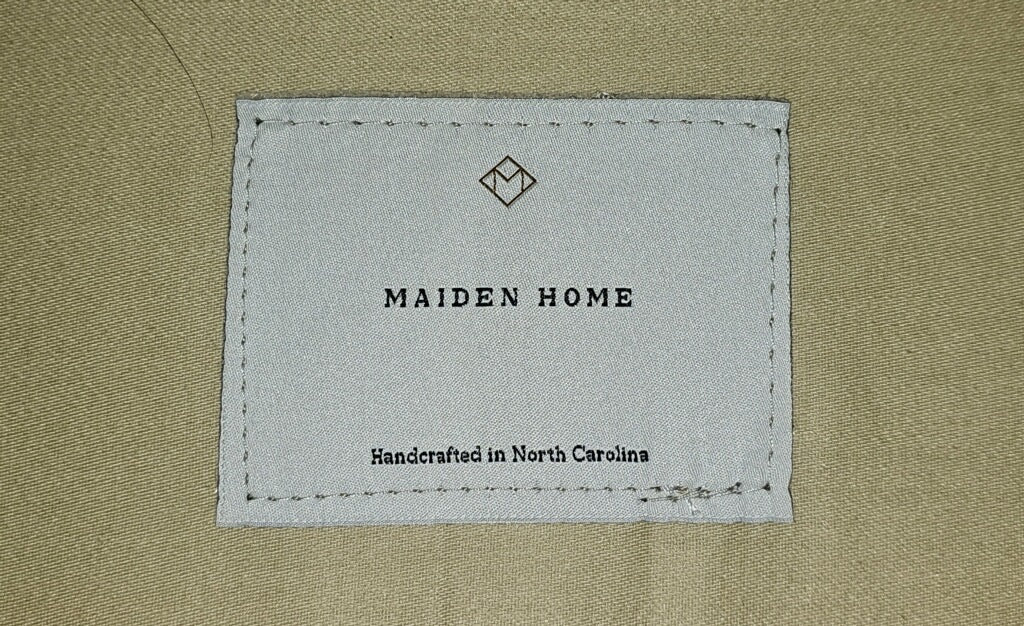 MAIDEN HOME
Handcrafted in North Carolina